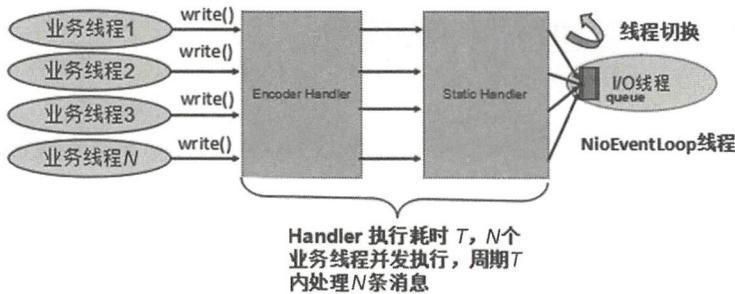 业务线程1
write()
业务线程2
write()
业务线程3
write()
业务线程N
write()
Encoder Handler
Static Handler
线程切换
I/O线程
queue
NioEventLoop线程
Handler 执行耗时 T，N个
业务线程并发执行，周期T
内处理N条消息